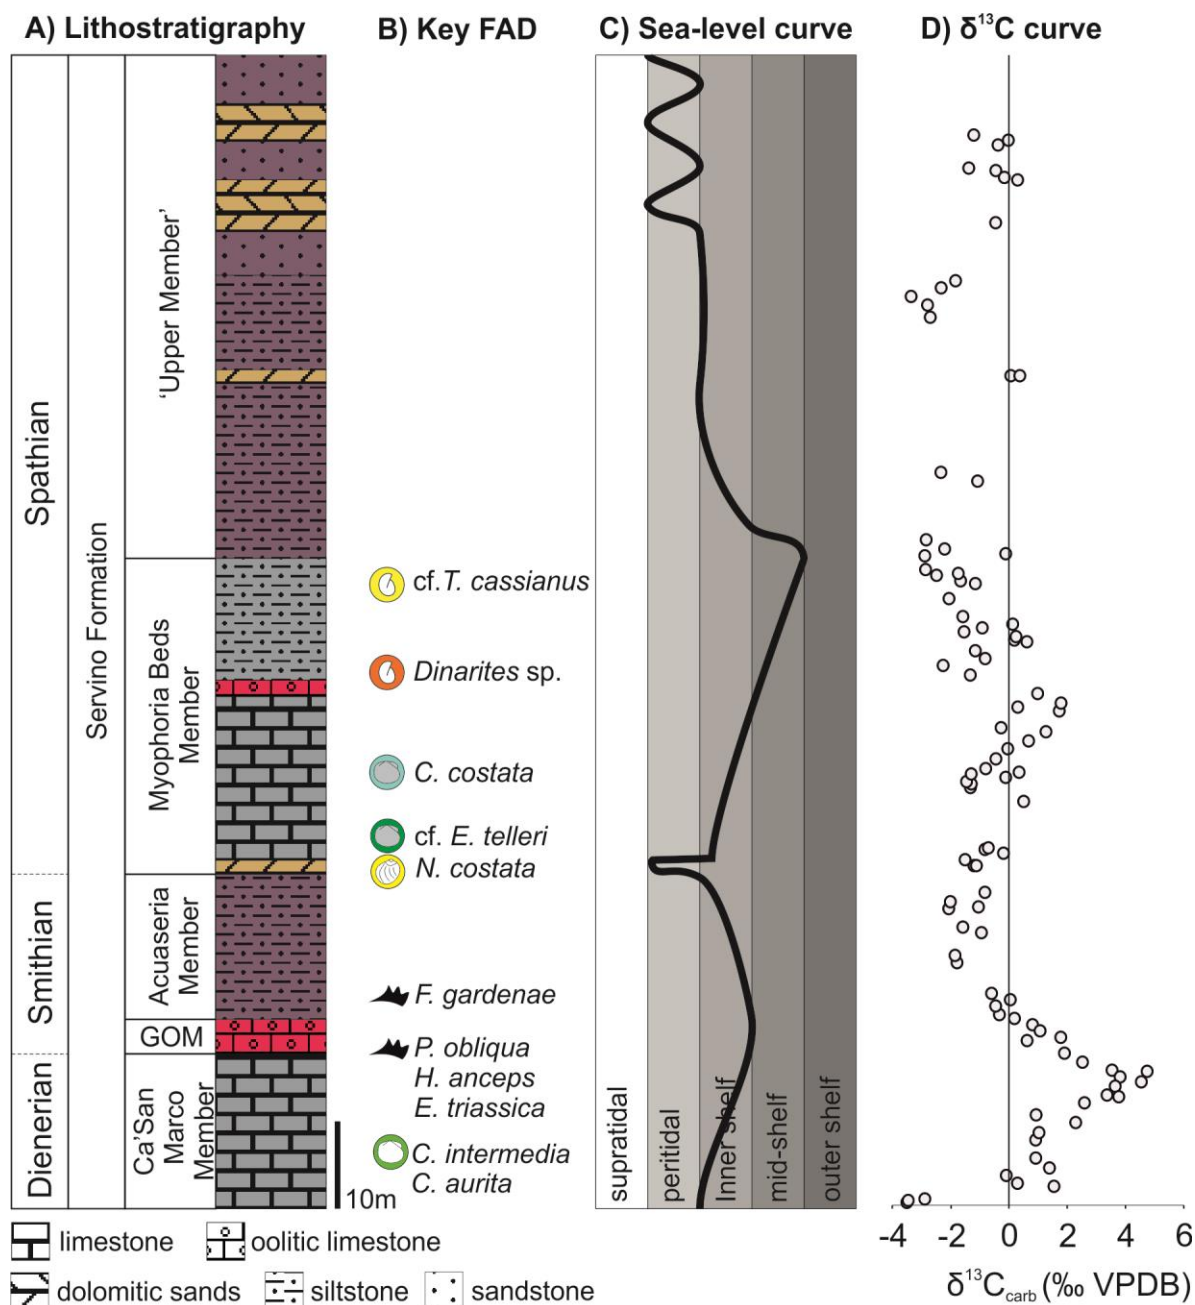 A) Lithostratigraphy
B) Key FAD
C) Sea-level curve
D) δ¹³C curve
Spathian
Smithian
Dienerian
Servino Formation
'Upper Member'
Myophoria Beds
Member
Acuaseria
Member
GOM
Ca'San
Marco
Member
cf.T. cassianus
Dinarites sp.
C. costata
cf. E. telleri
N. costata
F. gardenae
P. obliqua
H. anceps
E. triassica
C. intermedia
C. aurita
10m
supratidal
peritidal
Inner shelf
mid-shelf
outer shelf
-4 -2 0 2 4 6
δ¹³Ccarb (‰ VPDB)
limestone
oolitic limestone
dolomitic sands
siltstone
sandstone